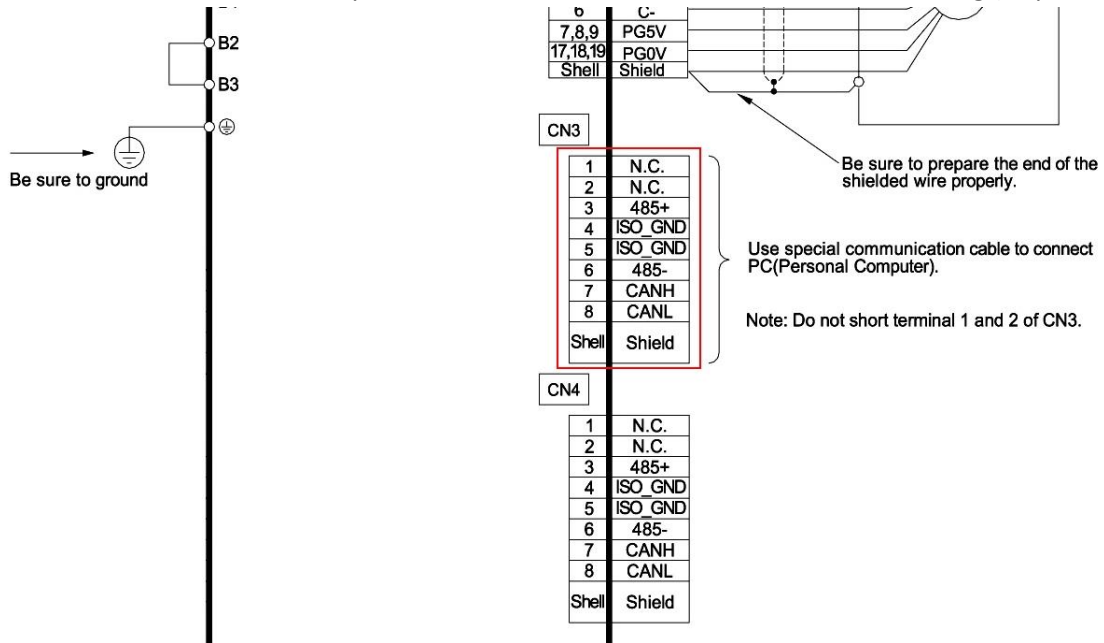 B2
B3
Be sure to ground
6 C-
7,8,9 PG5V
17,18,19 PG0V
Shell Shield
Be sure to prepare the end of the
shielded wire properly.
CN3
1 N.C.
2 N.C.
3 485+
4 ISO_GND
5 ISO_GND
6 485-
7 CANH
8 CANL
Shell Shield
Use special communication cable to connect
PC(Personal Computer).
Note: Do not short terminal 1 and 2 of CN3.
CN4
1 N.C.
2 N.C.
3 485+
4 ISO_GND
5 ISO_GND
6 485-
7 CANH
8 CANL
Shell Shield